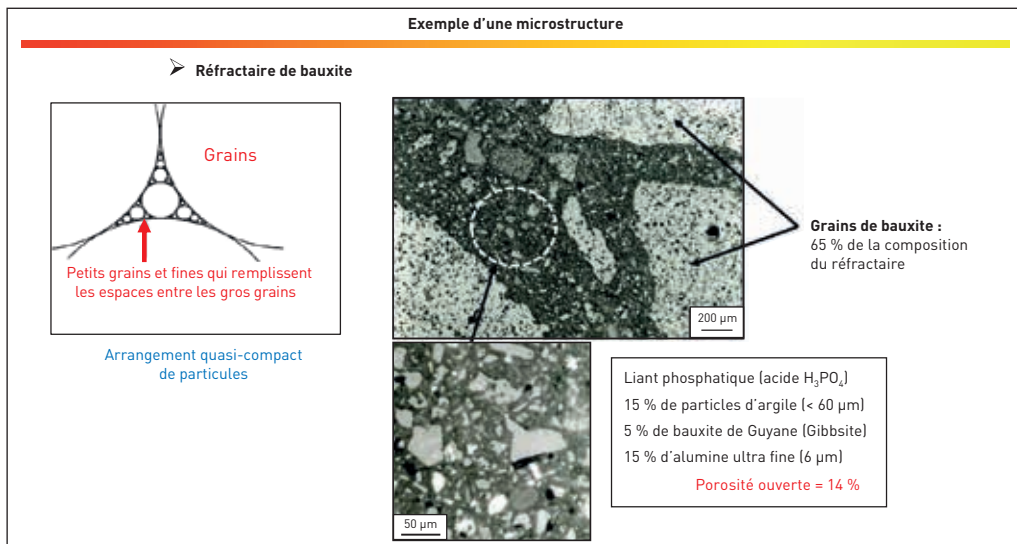 Exemple d'une microstructure
➢ Réfractaire de bauxite
Grains
Petits grains et fines qui remplissent
les espaces entre les gros grains
Arrangement quasi-compact
de particules
200 µm
Grains de bauxite :
65 % de la composition
du réfractaire
50 µm
Liant phosphatique (acide H₃PO₄)
15 % de particules d'argile (< 60 µm)
5 % de bauxite de Guyane (Gibbsite)
15 % d'alumine ultra fine (6 µm)
Porosité ouverte = 14 %